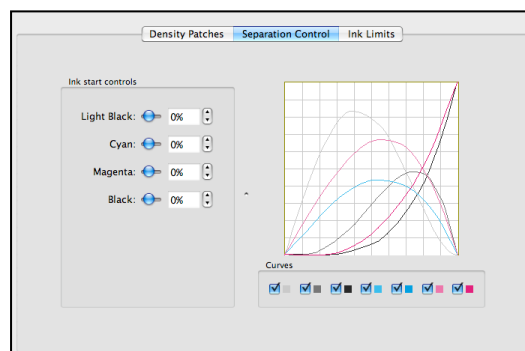 Density Patches Separation Control Ink Limits
Ink start controls
Light Black: 0%
Cyan: 0%
Magenta: 0%
Black: 0%
Curves